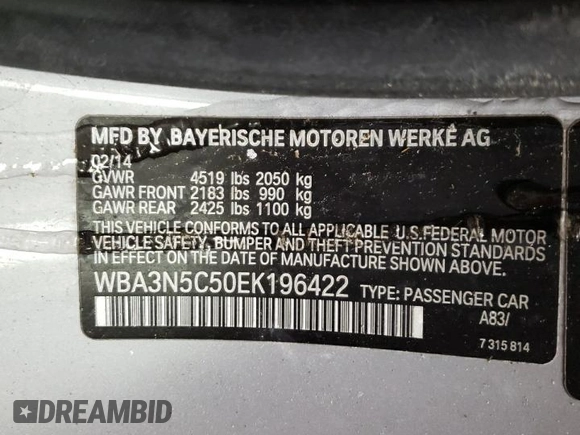 MFD BY BAYERISCHE MOTOREN WERKE AG
02/14
GVWR 4519 lbs 2050 kg
GAWR FRONT 2183 lbs 990 kg
GAWR REAR 2425 lbs 1100 kg
THIS VEHICLE CONFORMS TO ALL APPLICABLE U.S.FEDERAL MOTOR
VEHICLE SAFETY, BUMPER AND THEFT PREVENTION STANDARDS
IN EFFECT ON THE DATE OF MANUFACTURE SHOWN ABOVE.
WBA3N5C50EK196422 TYPE: PASSENGER CAR
A83/
7 315 814
DREAMBID